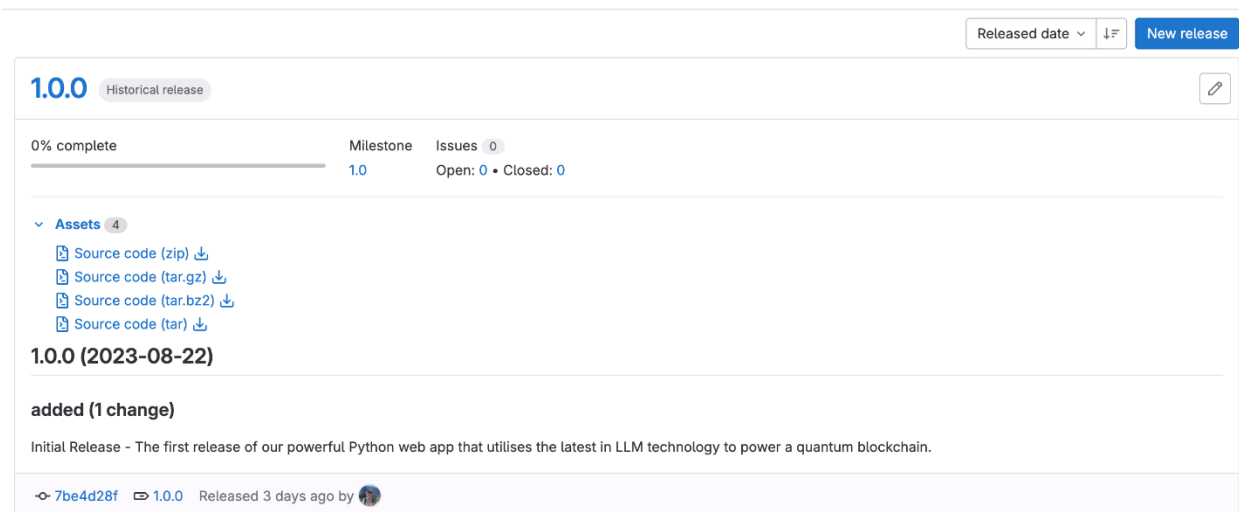 Released date New release
1.0.0 Historical release
0% complete Milestone Issues 0
1.0 Open: 0 • Closed: 0
Assets 4
Source code (zip)
Source code (tar.gz)
Source code (tar.bz2)
Source code (tar)
1.0.0 (2023-08-22)
added (1 change)
Initial Release - The first release of our powerful Python web app that utilises the latest in LLM technology to power a quantum blockchain.
7be4d28f 1.0.0 Released 3 days ago by